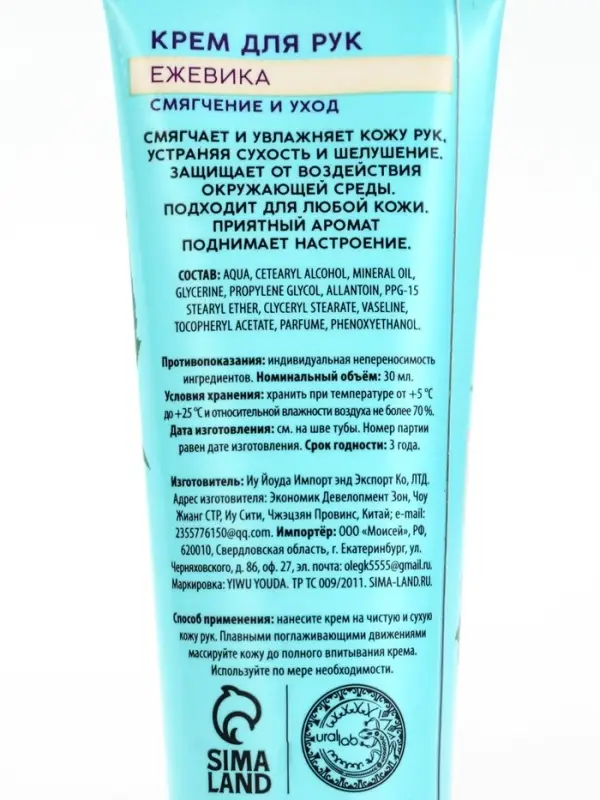 КРЕМ ДЛЯ РУК
ЕЖЕВИКА
СМЯГЧЕНИЕ И УХОД
СМЯГЧАЕТ И УВЛАЖНЯЕТ КОЖУ РУК,
УСТРАНЯЯ СУХОСТЬ И ШЕЛУШЕНИЕ.
ЗАЩИЩАЕТ ОТ ВОЗДЕЙСТВИЯ
ОКРУЖАЮЩЕЙ СРЕДЫ.
ПОДХОДИТ ДЛЯ ЛЮБОЙ КОЖИ.
ПРИЯТНЫЙ АРОМАТ
ПОДНИМАЕТ НАСТРОЕНИЕ.
СОСТАВ: AQUA, CETEARYL ALCOHOL, MINERAL OIL,
GLYCERINE, PROPYLENE GLYCOL, ALLANTOIN, PPG-15
STEARYL ETHER, GLYCERYL STEARATE, VASELINE,
TOCOPHERYL ACETATE, PARFUME, PHENOXYETHANOL.
Противопоказания: индивидуальная непереносимость
ингредиентов. Номинальный объём: 30 мл.
Условия хранения: хранить при температуре от +5 °C
до +25 °C и относительной влажности воздуха не более 70 %.
Дата изготовления: см. на шве тубы. Номер партии
равен дате изготовления. Срок годности: 3 года.
Изготовитель: Иу Йоуда Импорт энд Экспорт Ко, ЛТД.
Адрес изготовителя: Экономик Девелопмент Зон, Чоу
Жианг СТР, Иу Сити, Чжэцзян Провинс, Китай; e-mail:
2355776150@qq.com. Импортёр: ООО «Моисей», РФ,
620010, Свердловская область, г. Екатеринбург, ул.
Черняховского, д. 86, оф. 27, эл. почта: olegk5555@gmail.ru.
Маркировка: YIWU YOUDA. ТР ТС 009/2011. SIMA-LAND.RU.
Способ применения: нанесите крем на чистую и сухую
кожу рук. Плавными поглаживающими движениями
массируйте кожу до полного впитывания крема.
Используйте по мере необходимости.
SIMA
LAND
ural lab